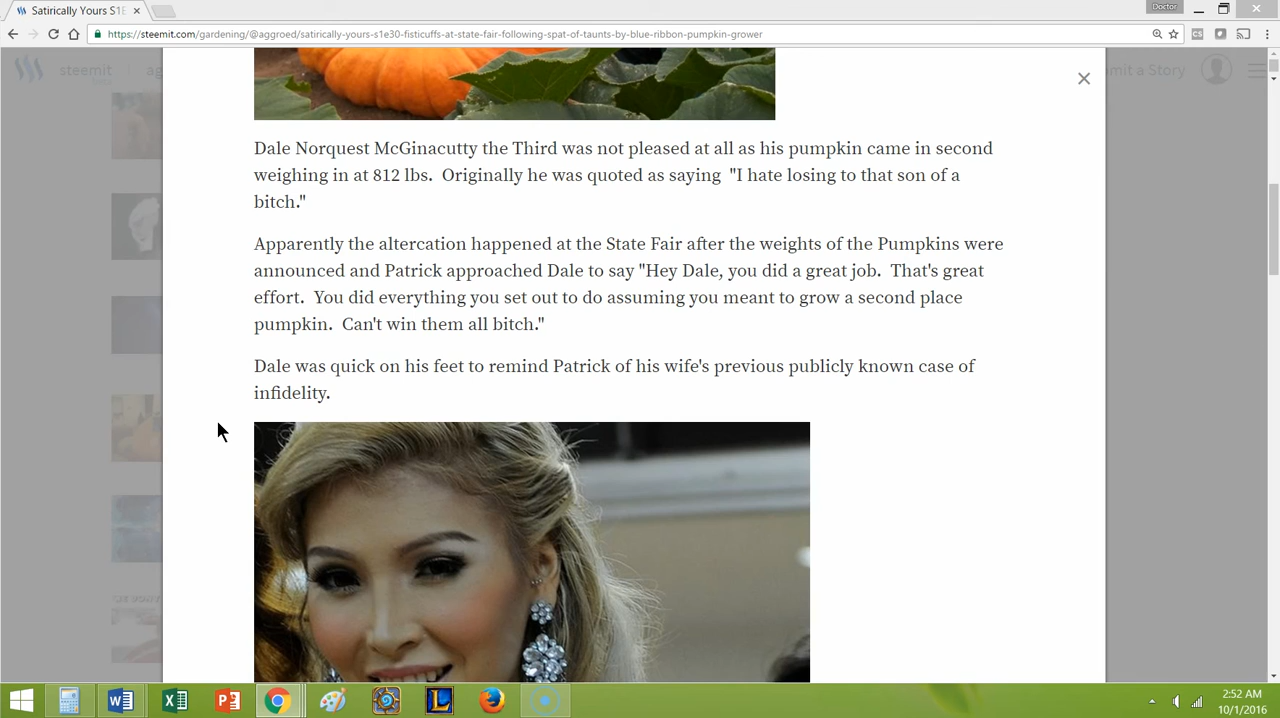 Satirically Yours S1E
Doctor
https://steemit.com/gardening/@aggroed/satirically-yours-s1e30-fisticuffs-at-state-fair-following-spat-of-taunts-by-blue-ribbon-pumpkin-grower
steemit
ag
mit a Story
Dale Norquest McGinacutty the Third was not pleased at all as his pumpkin came in second
weighing in at 812 lbs.  Originally he was quoted as saying  "I hate losing to that son of a
bitch."
Apparently the altercation happened at the State Fair after the weights of the Pumpkins were
announced and Patrick approached Dale to say "Hey Dale, you did a great job.  That's great
effort.  You did everything you set out to do assuming you meant to grow a second place
pumpkin.  Can't win them all bitch."
Dale was quick on his feet to remind Patrick of his wife's previous publicly known case of
infidelity.
2:52 AM
10/1/2016